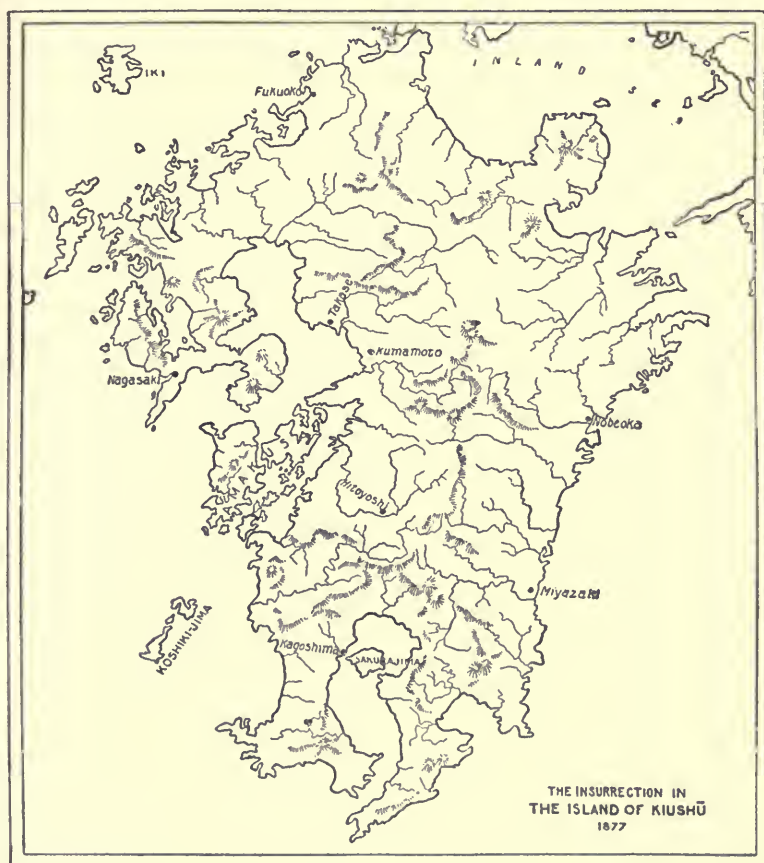 IKI
INLAND SEA
Fukuoka
Takase
Kumamoto
Nagasaki
Nobeoka
Hitoyoshi
Miyazaki
KOSHIKI-JIMA
Kagoshima
SAKURAJIMA
THE INSURRECTION IN
THE ISLAND OF KIUSHŪ
1877